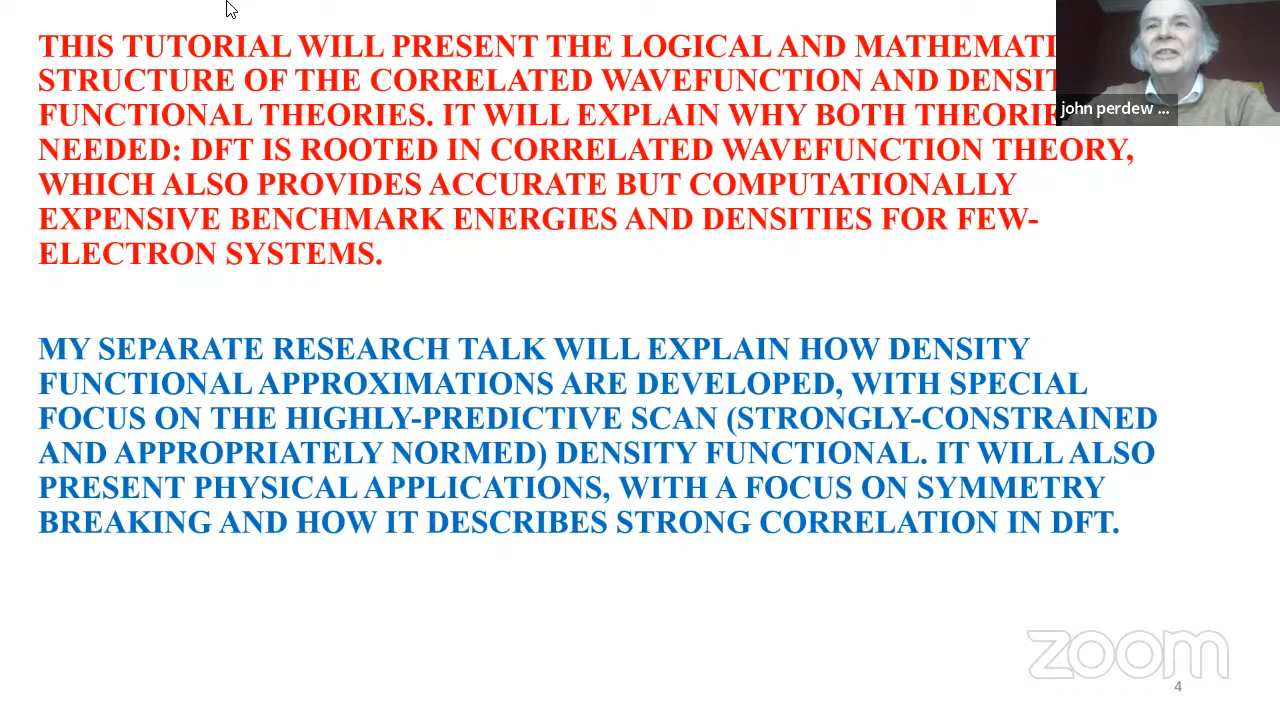 THIS TUTORIAL WILL PRESENT THE LOGICAL AND MATHEMATI
STRUCTURE OF THE CORRELATED WAVEFUNCTION AND DENSIT
FUNCTIONAL THEORIES. IT WILL EXPLAIN WHY BOTH THEORIE
NEEDED: DFT IS ROOTED IN CORRELATED WAVEFUNCTION THEORY,
WHICH ALSO PROVIDES ACCURATE BUT COMPUTATIONALLY
EXPENSIVE BENCHMARK ENERGIES AND DENSITIES FOR FEW-
ELECTRON SYSTEMS.
john perdew ...
MY SEPARATE RESEARCH TALK WILL EXPLAIN HOW DENSITY
FUNCTIONAL APPROXIMATIONS ARE DEVELOPED, WITH SPECIAL
FOCUS ON THE HIGHLY-PREDICTIVE SCAN (STRONGLY-CONSTRAINED
AND APPROPRIATELY NORMED) DENSITY FUNCTIONAL. IT WILL ALSO
PRESENT PHYSICAL APPLICATIONS, WITH A FOCUS ON SYMMETRY
BREAKING AND HOW IT DESCRIBES STRONG CORRELATION IN DFT.
zoom
4